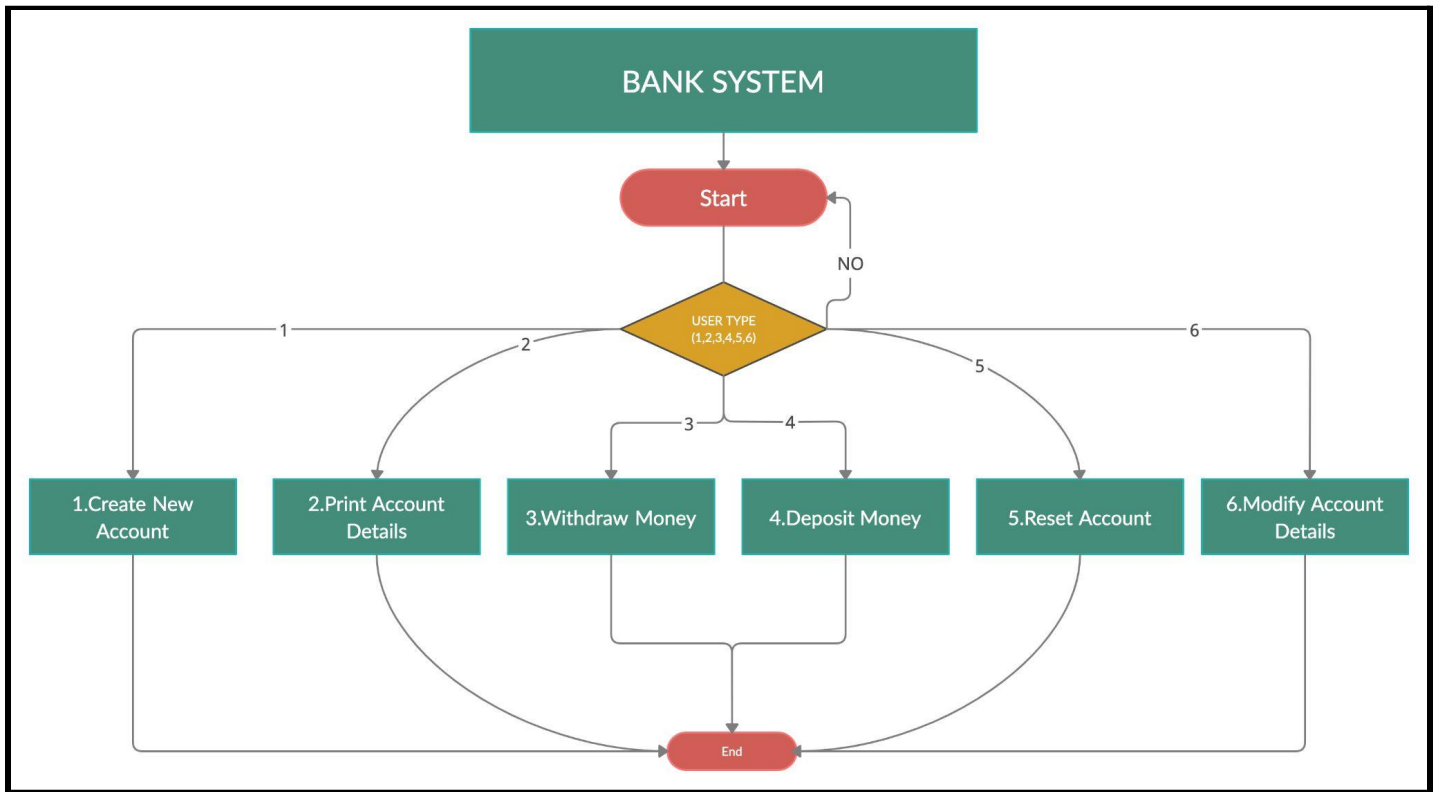 BANK SYSTEM
Start
NO
USER TYPE
(1,2,3,4,5,6)
1
2
3
4
5
6
1.Create New
Account
2.Print Account
Details
3.Withdraw Money
4.Deposit Money
5.Reset Account
6.Modify Account
Details
End